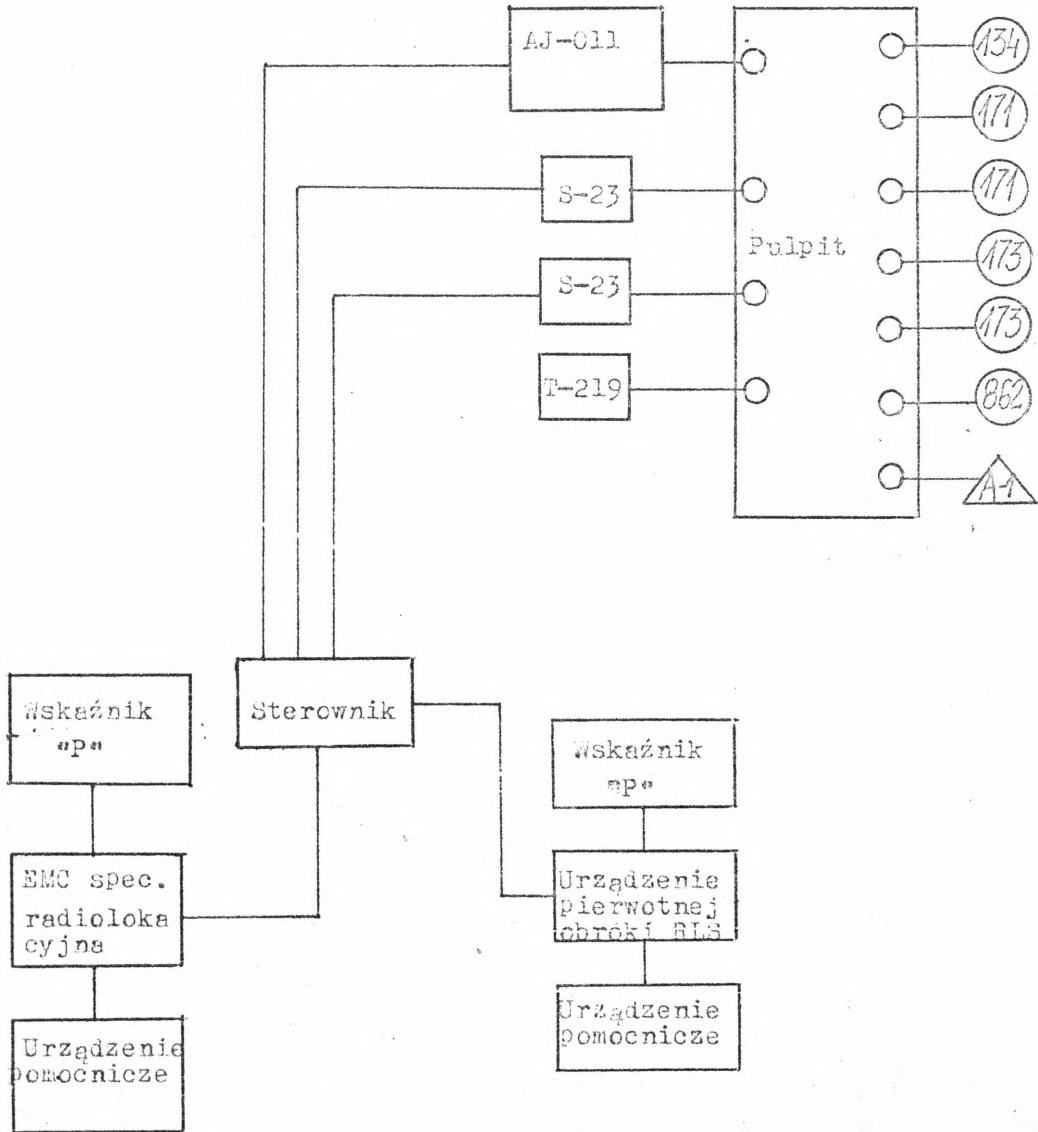 AJ-011
134
171
S-23
171
Pulpit
173
S-23
173
T-219
862
A-1
Wskaźnik
"P"
Sterownik
Wskaźnik
"P"
EMC spec.
radioloka
cyjna
Urządzenie
pierwotnej
obróki RLS
Urządzenie
pomocnicze
Urządzenie
pomocnicze